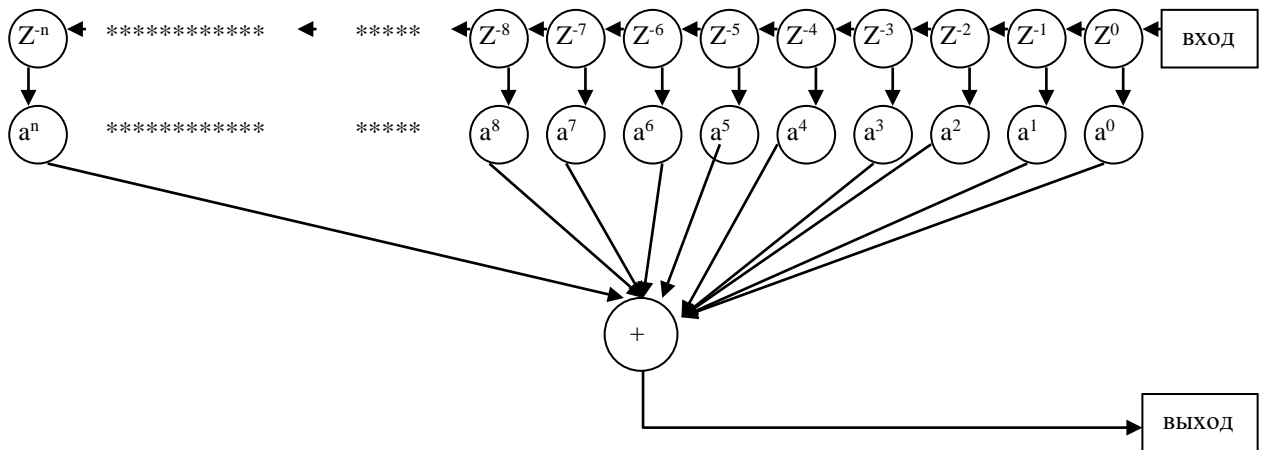 Z⁻ⁿ ************ ***** Z⁻⁸ Z⁻⁷ Z⁻⁶ Z⁻⁵ Z⁻⁴ Z⁻³ Z⁻² Z⁻¹ Z⁰ вход
aⁿ ************ ***** a⁸ a⁷ a⁶ a⁵ a⁴ a³ a² a¹ a⁰
+
выход